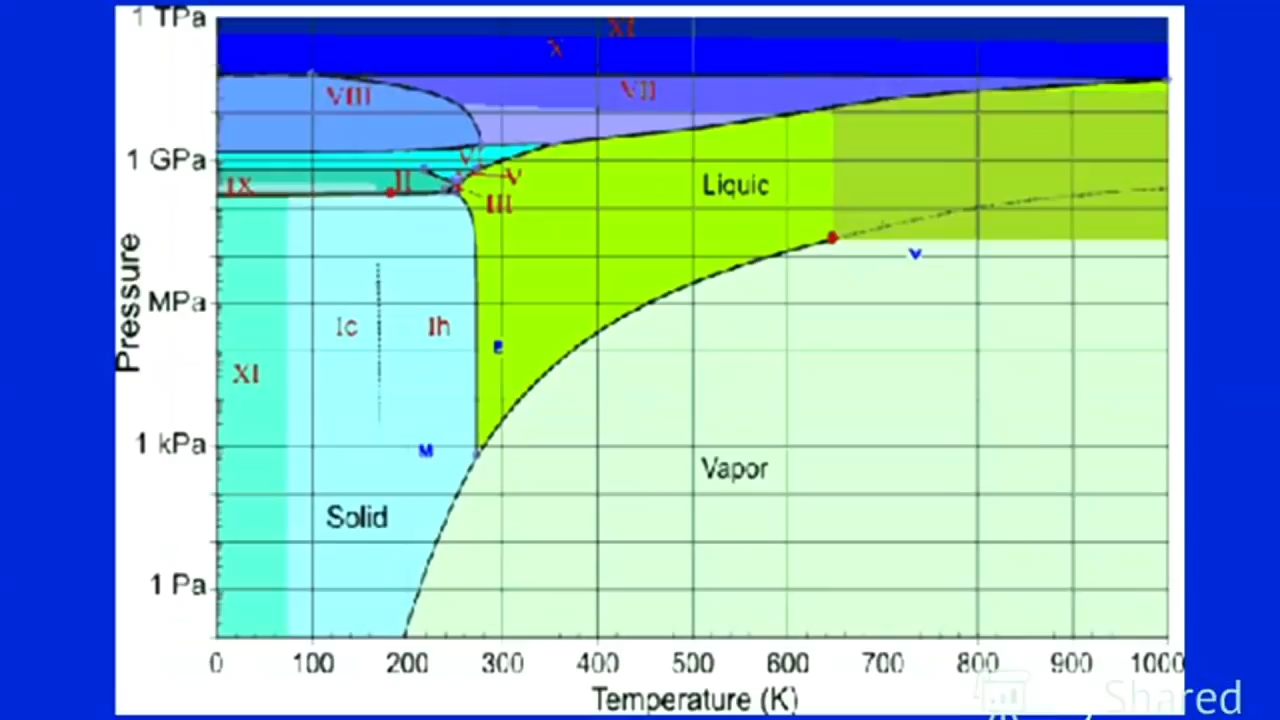 1 TPa
XI
X
VIII
VII
1 GPa
VI
IX
II
V
III
Liquic
V
Pressure
MPa
Ic
Ih
E
XI
1 kPa
M
Vapor
Solid
1 Pa
0 100 200 300 400 500 600 700 800 900 1000
Temperature (K)
Shared